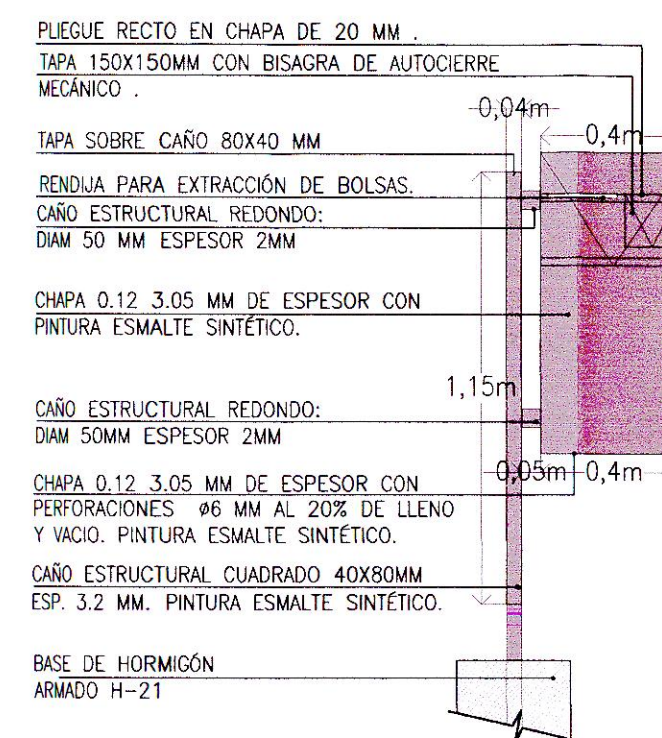 PLIEGUE RECTO EN CHAPA DE 20 MM .
TAPA 150X150MM CON BISAGRA DE AUTOCIERRE
MECÁNICO .
0,04m
0,4m
TAPA SOBRE CAÑO 80X40 MM
RENDIJA PARA EXTRACCIÓN DE BOLSAS.
CAÑO ESTRUCTURAL REDONDO:
DIAM 50 MM ESPESOR 2MM
CHAPA 0.12 3.05 MM DE ESPESOR CON
PINTURA ESMALTE SINTÉTICO.
1,15m
CAÑO ESTRUCTURAL REDONDO:
DIAM 50MM ESPESOR 2MM
0,05m
0,4m
CHAPA 0.12 3.05 MM DE ESPESOR CON
PERFORACIONES ø6 MM AL 20% DE LLENO
Y VACIO. PINTURA ESMALTE SINTÉTICO.
CAÑO ESTRUCTURAL CUADRADO 40X80MM
ESP. 3.2 MM. PINTURA ESMALTE SINTÉTICO.
BASE DE HORMIGÓN
ARMADO H-21